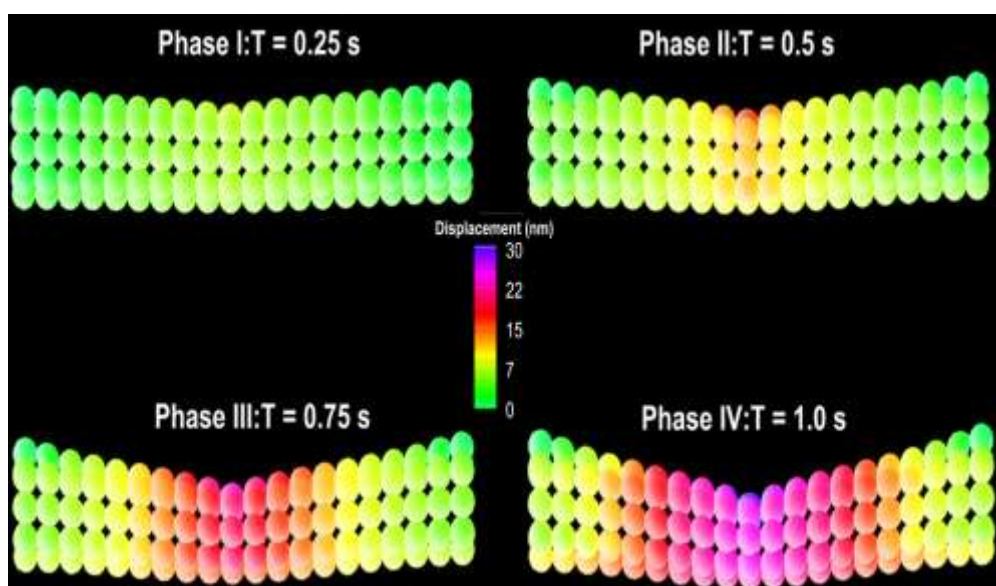 Phase I:T = 0.25 s
Phase II:T = 0.5 s
Displacement (nm)
30
22
15
7
0
Phase III:T = 0.75 s
Phase IV:T = 1.0 s